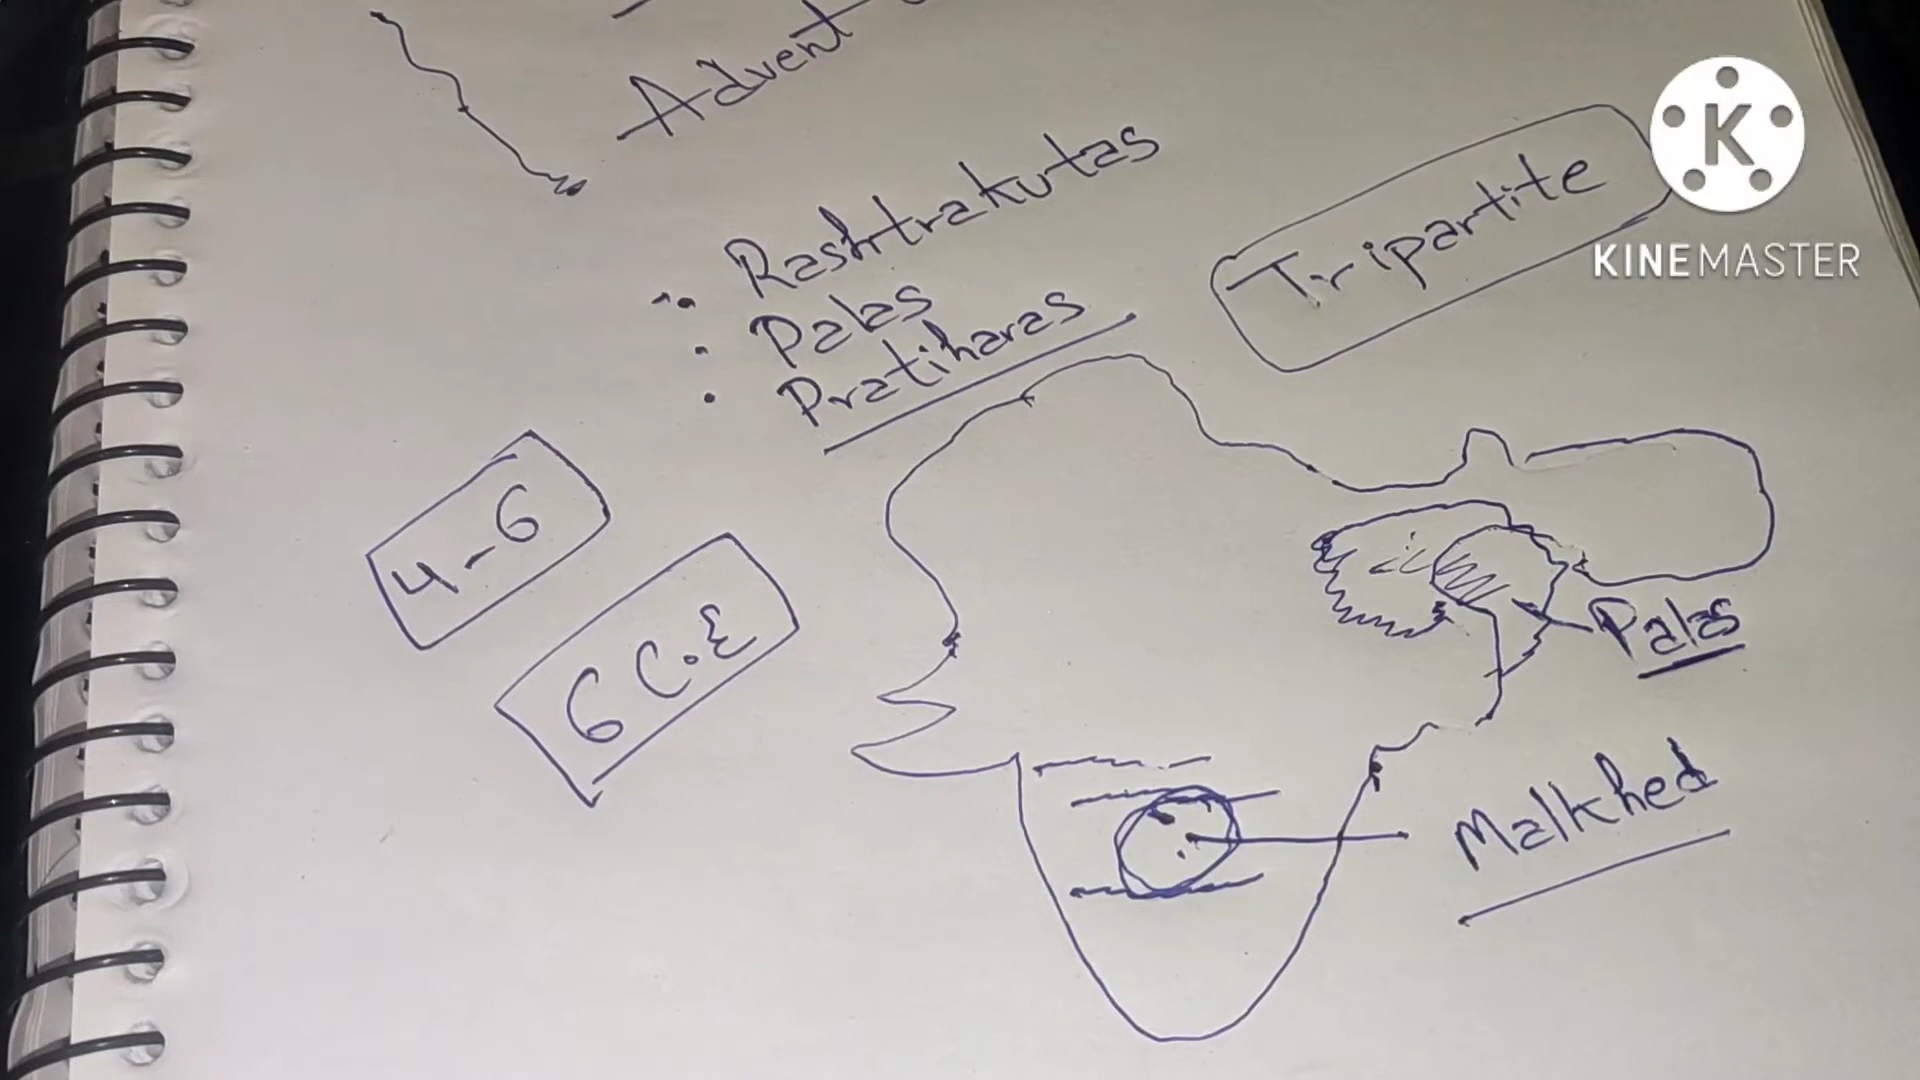 Advent
Rashtrakutas
Palas
Pratiharas
Tripartite
K
KINEMASTER
4-6
6 C.E
Palas
Malkhed